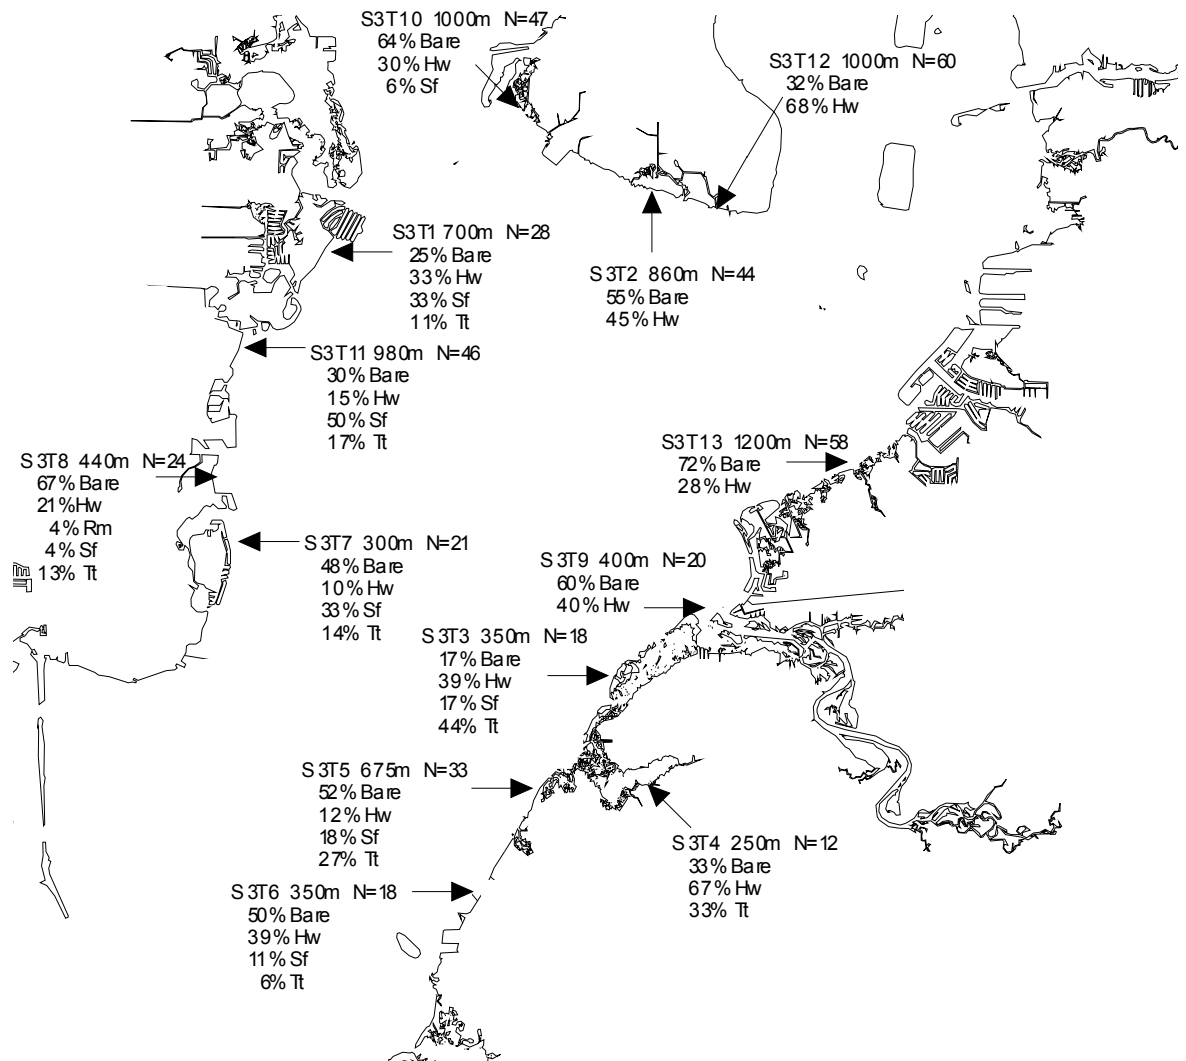 S3T10 1000m N=47
64% Bare
30% Hw
6% Sf
S3T12 1000m N=60
32% Bare
68% Hw
S3T1 700m N=28
25% Bare
33% Hw
33% Sf
11% Tt
S3T2 860m N=44
55% Bare
45% Hw
S3T11 980m N=46
30% Bare
15% Hw
50% Sf
17% Tt
S3T13 1200m N=58
72% Bare
28% Hw
S3T8 440m N=24
67% Bare
21% Hw
4% Rm
4% Sf
13% Tt
S3T7 300m N=21
48% Bare
10% Hw
33% Sf
14% Tt
S3T9 400m N=20
60% Bare
40% Hw
S3T3 350m N=18
17% Bare
39% Hw
17% Sf
44% Tt
S3T5 675m N=33
52% Bare
12% Hw
18% Sf
27% Tt
S3T4 250m N=12
33% Bare
67% Hw
33% Tt
S3T6 350m N=18
50% Bare
39% Hw
11% Sf
6% Tt